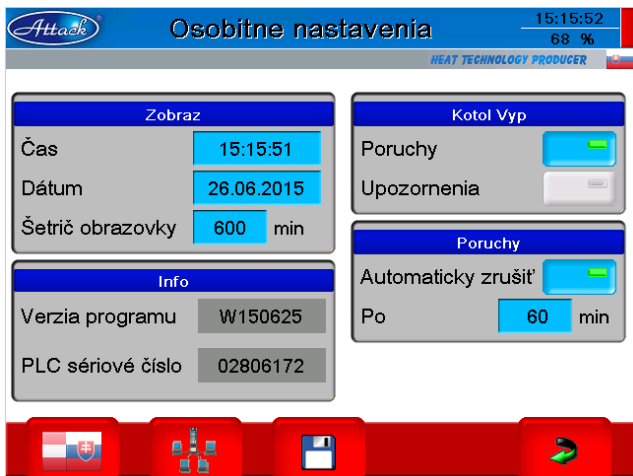 Attack
Osobitne nastavenia
15:15:52
68 %
HEAT TECHNOLOGY PRODUCER
Zobraz
Čas 15:15:51
Dátum 26.06.2015
Šetrič obrazovky 600 min
Info
Verzia programu W150625
PLC sériové číslo 02806172
Kotol Vyp
Poruchy
Upozornenia
Poruchy
Automaticky zrušiť
Po 60 min